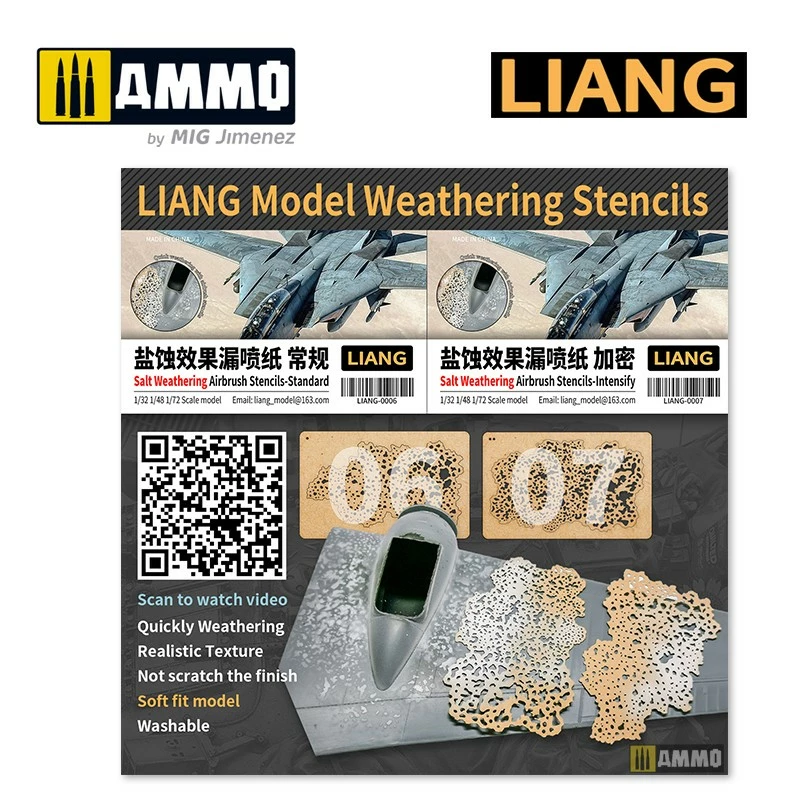 AMMO
by MIG Jimenez
LIANG
LIANG Model Weathering Stencils
MADE IN CHINA
MADE IN CHINA
盐蚀效果漏喷纸 常规 LIANG
Salt Weathering Airbrush Stencils-Standard
1/32 1/48 1/72 Scale model Email: liang_model@163.com LIANG-0006
盐蚀效果漏喷纸 加密 LIANG
Salt Weathering Airbrush Stencils-Intensify
1/32 1/48 1/72 Scale model Email: liang_model@163.com LIANG-0007
06
07
Scan to watch video
Quickly Weathering
Realistic Texture
Not scratch the finish
Soft fit model
Washable
AMMO